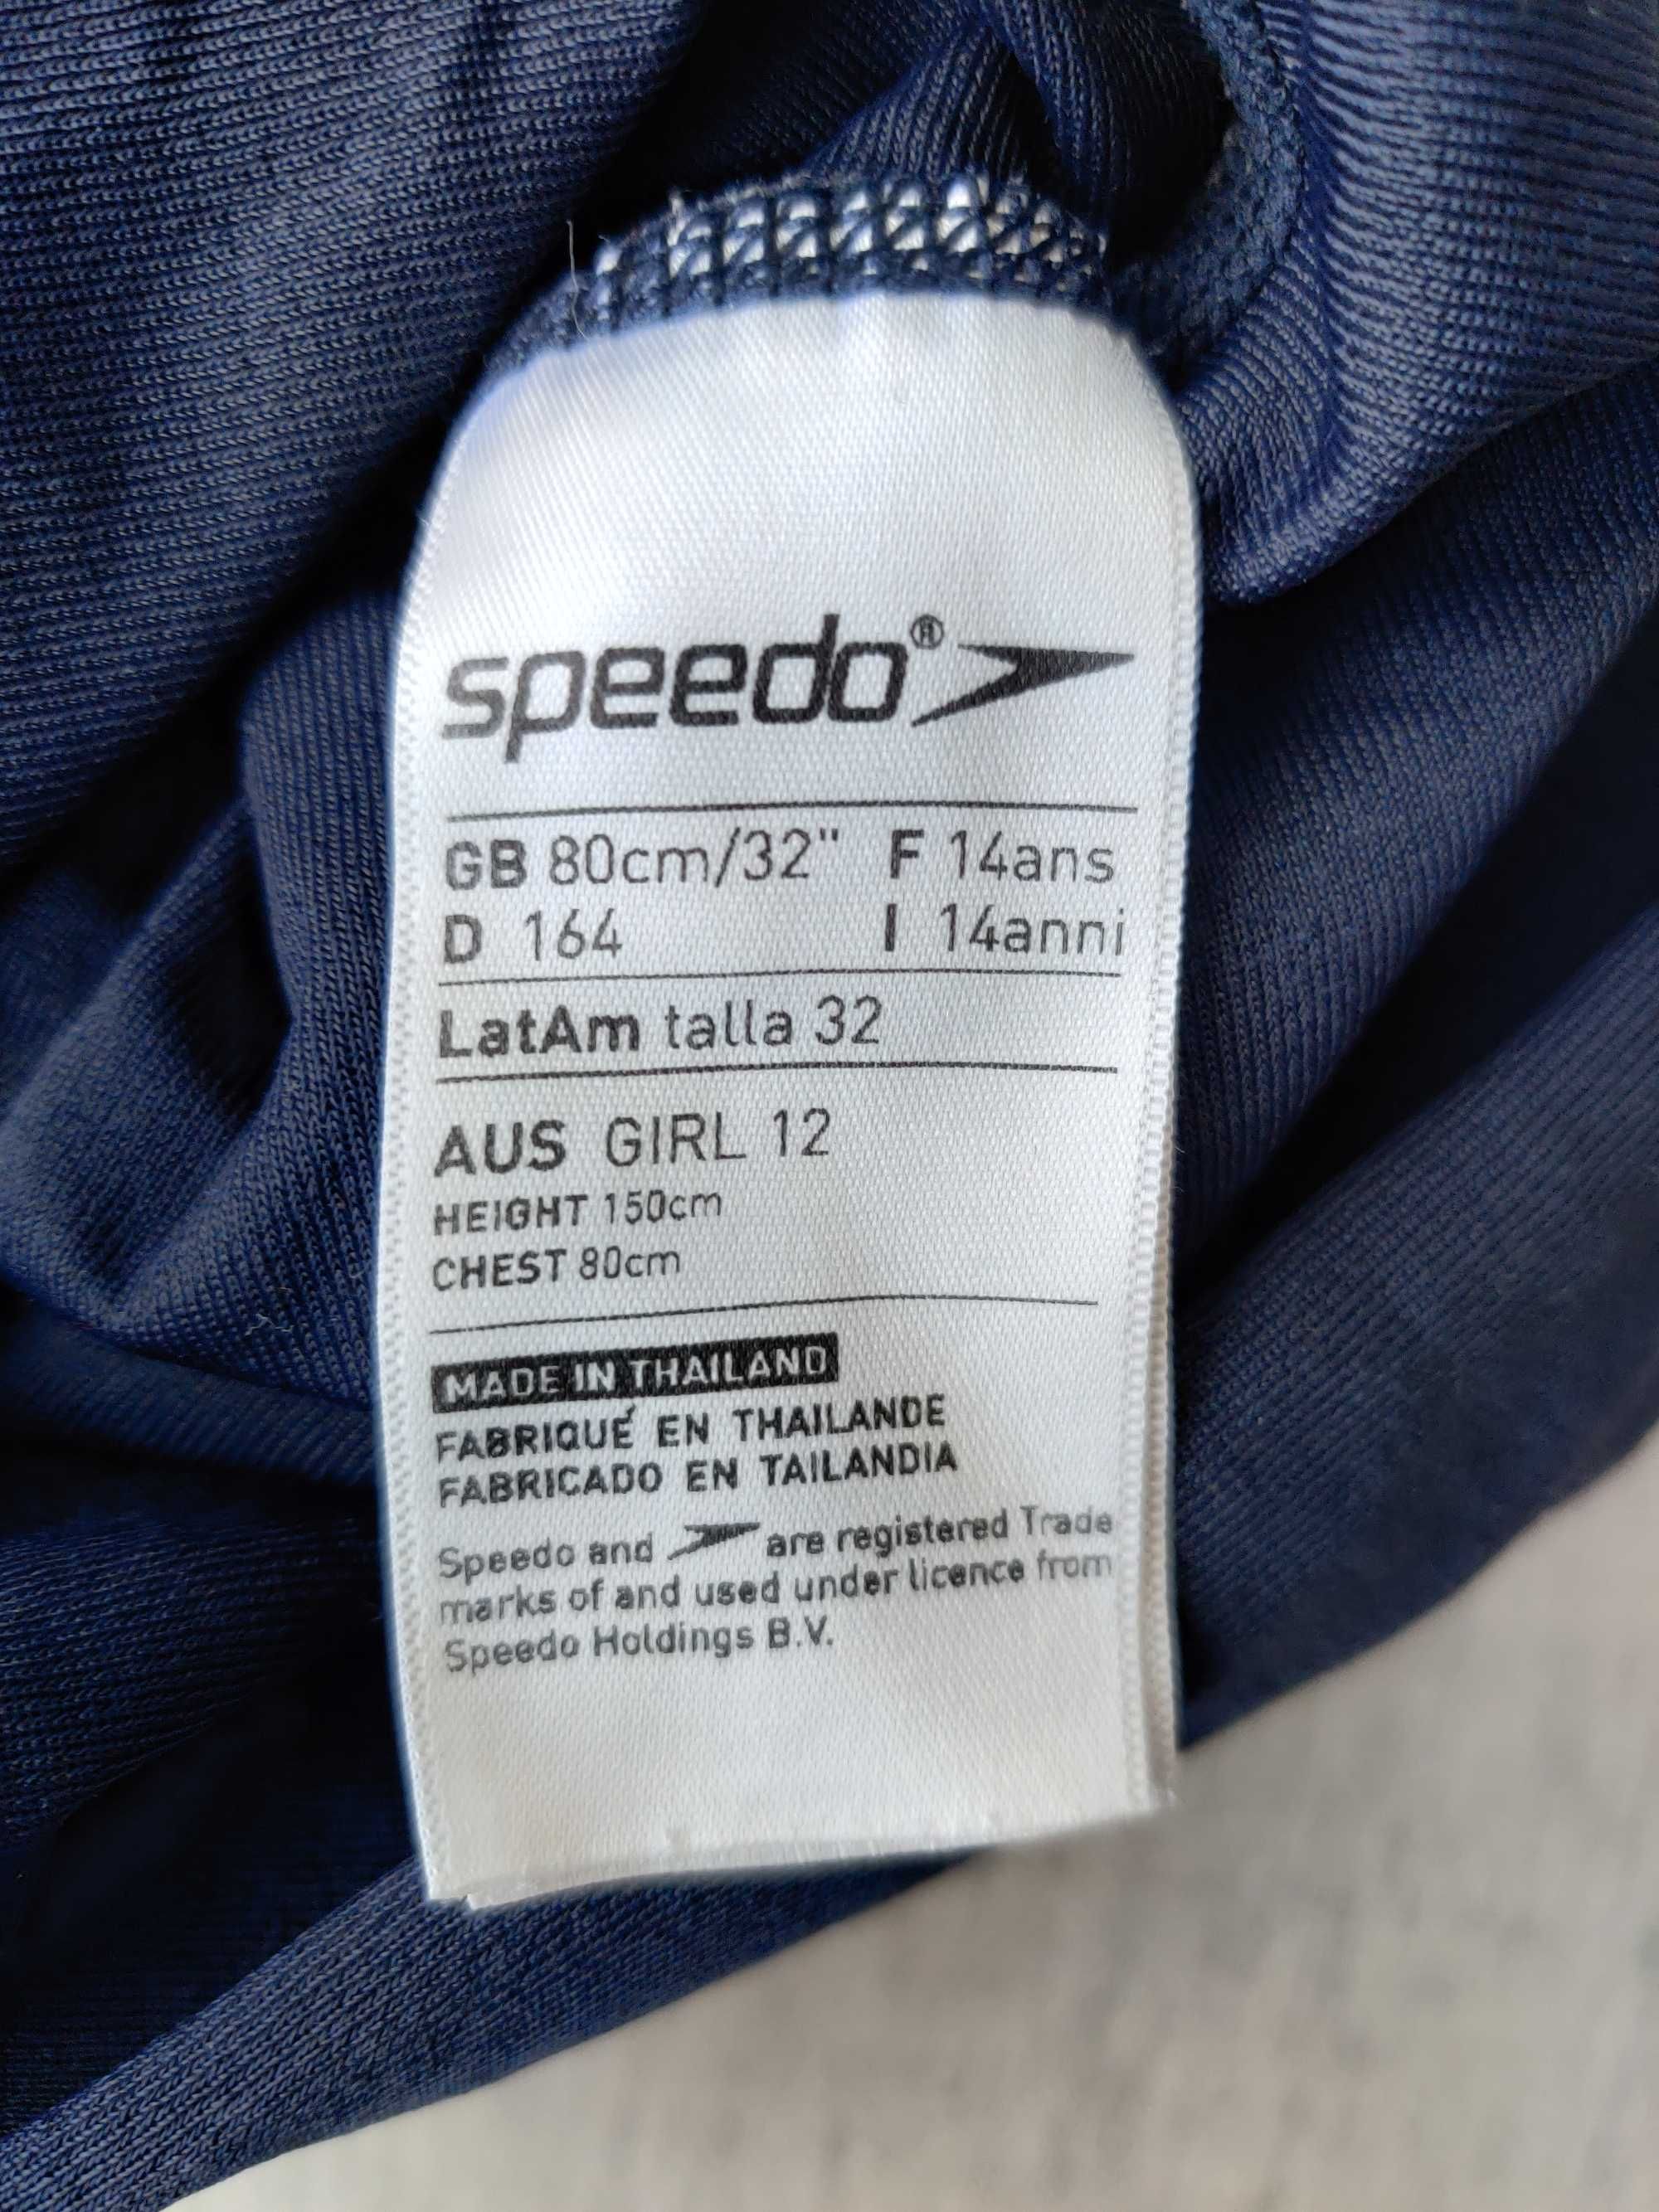 speedo®
GB 80cm/32" F 14ans
D 164 I 14anni
LatAm talla 32
AUS GIRL 12
HEIGHT 150cm
CHEST 80cm
MADE IN THAILAND
FABRIQUÉ EN THAILANDE
FABRICADO EN TAILANDIA
Speedo and are registered Trade
marks of and used under licence from
Speedo Holdings B.V.